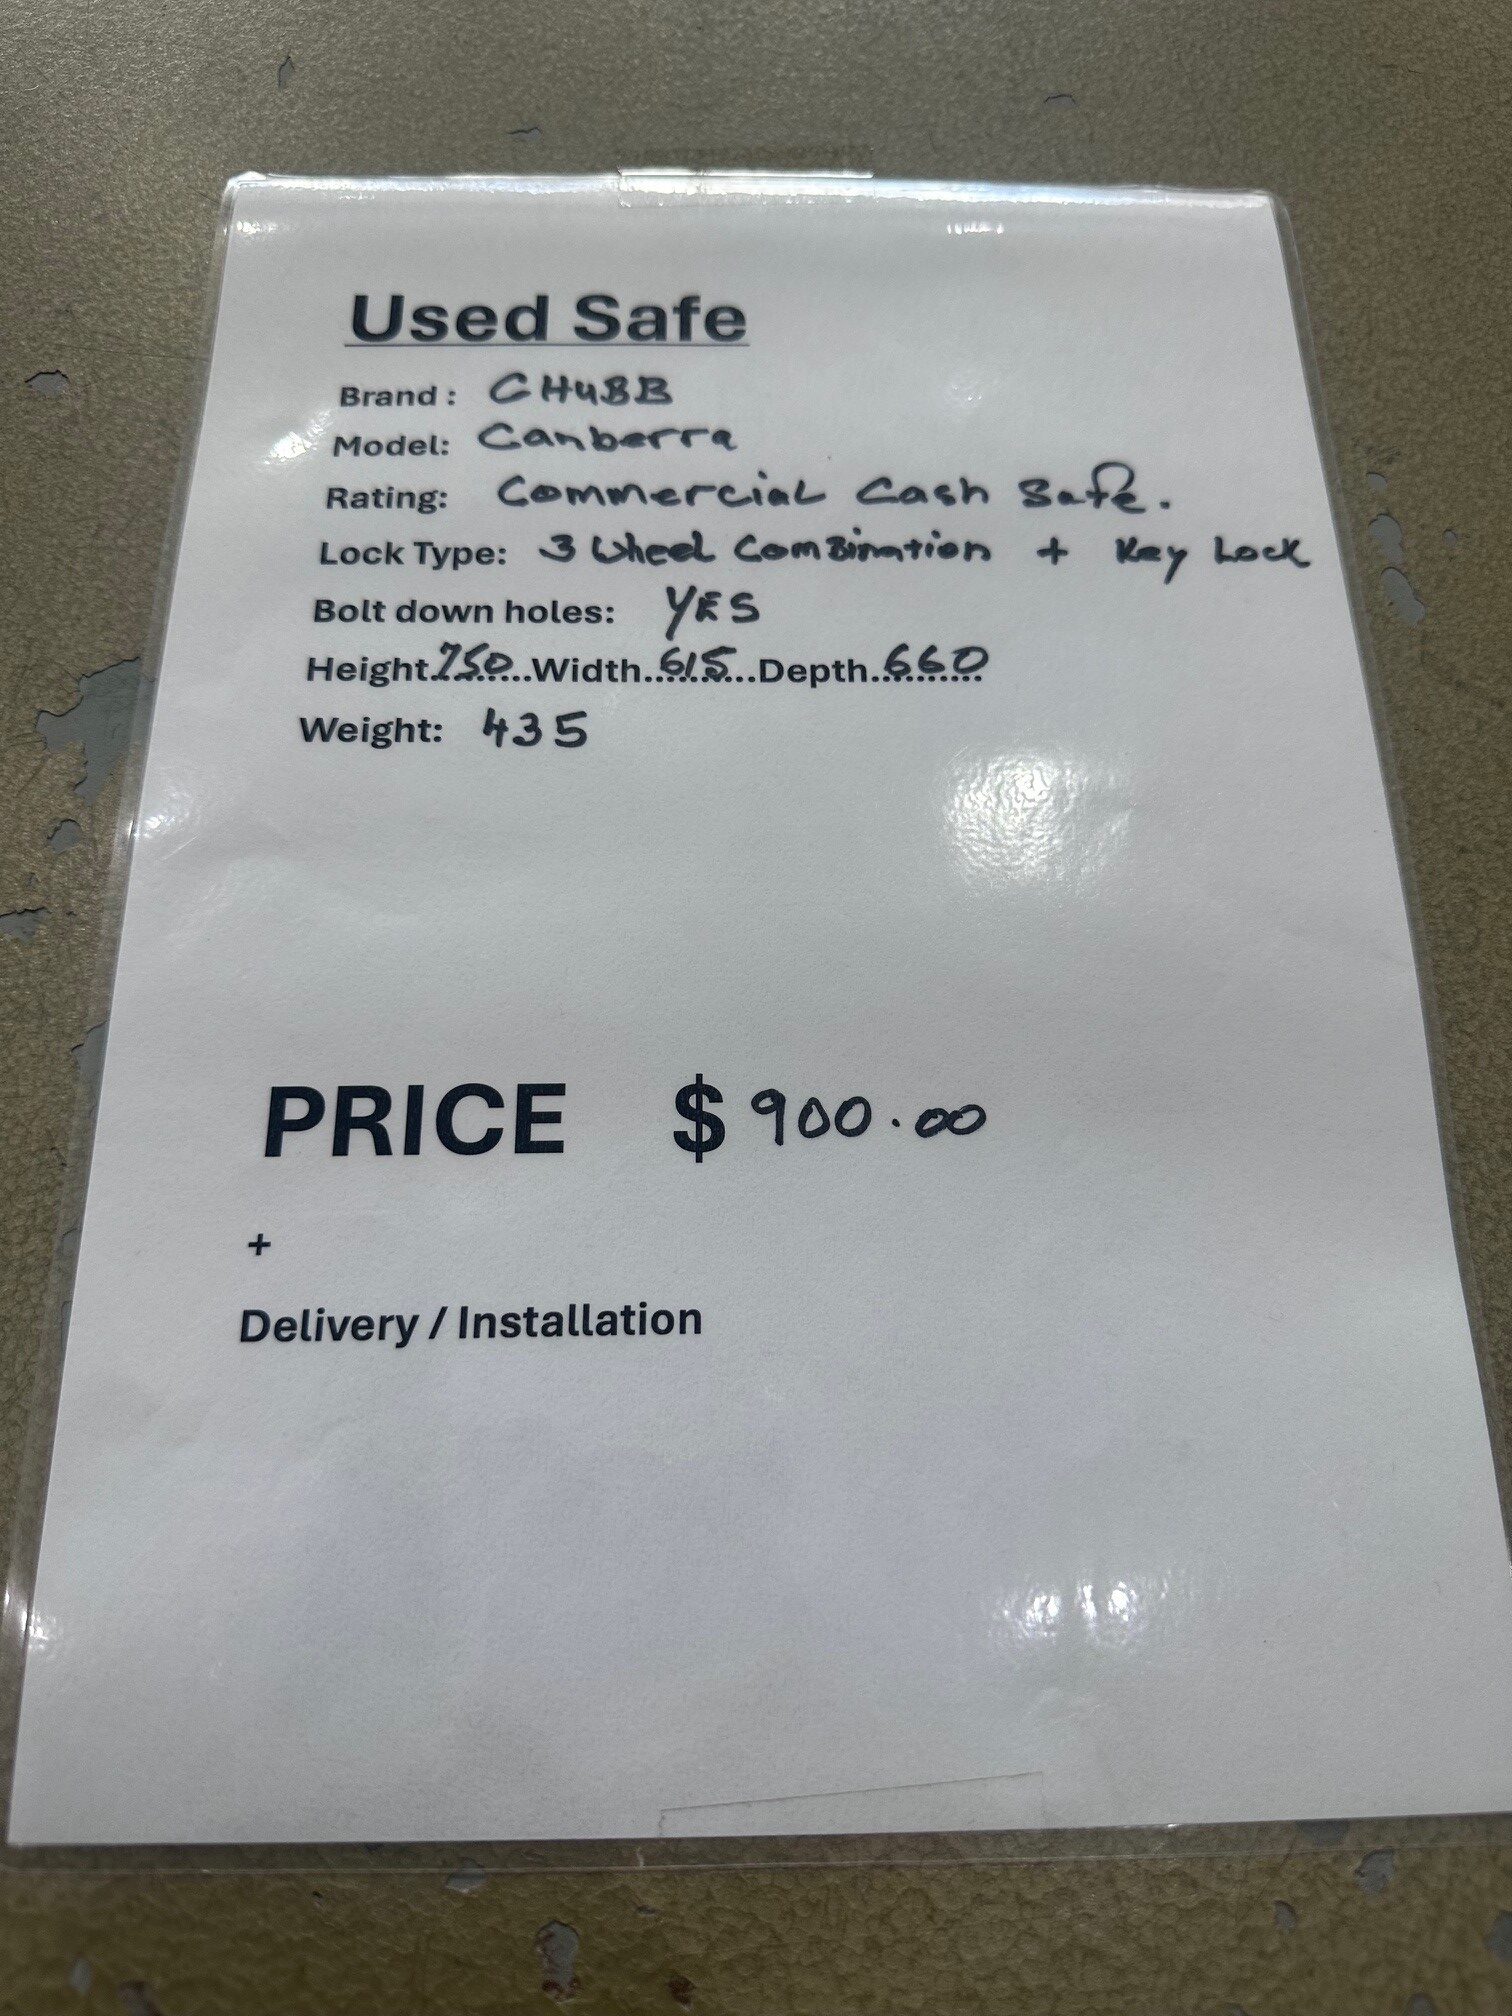 Used Safe
Brand : CHUBB
Model: Canberra
Rating: Commercial Cash Safe.
Lock Type: 3 Wheel Combination + Key Lock
Bolt down holes: YES
Height.750......Width..615...Depth..660
Weight: 435
PRICE $ 900.00
+
Delivery / Installation